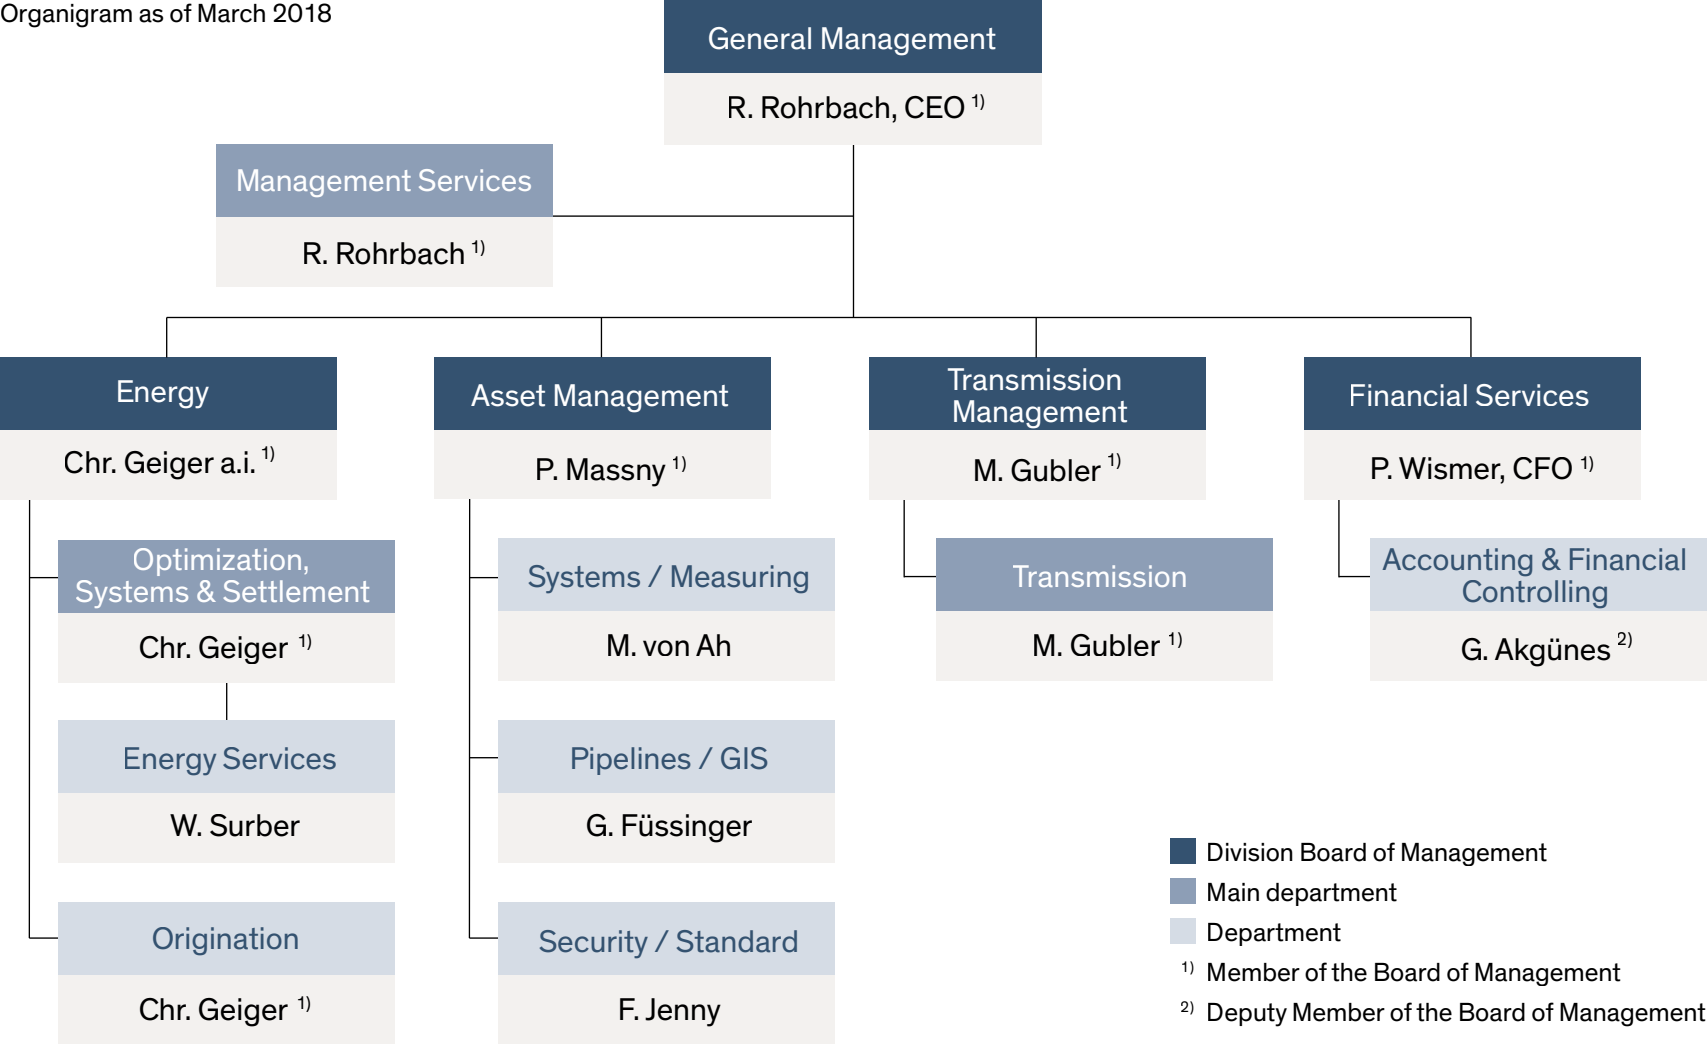 Organigram as of March 2018
General Management
R. Rohrbach, CEO 1)
Management Services
R. Rohrbach 1)
Energy
Chr. Geiger a.i. 1)
Asset Management
P. Massny 1)
Transmission
Management
M. Gubler 1)
Financial Services
P. Wismer, CFO 1)
Optimization,
Systems & Settlement
Chr. Geiger 1)
Energy Services
W. Surber
Origination
Chr. Geiger 1)
Systems / Measuring
M. von Ah
Pipelines / GIS
G. Füssinger
Security / Standard
F. Jenny
Transmission
M. Gubler 1)
Accounting & Financial
Controlling
G. Akgünes 2)
Division Board of Management
Main department
Department
1) Member of the Board of Management
2) Deputy Member of the Board of Management